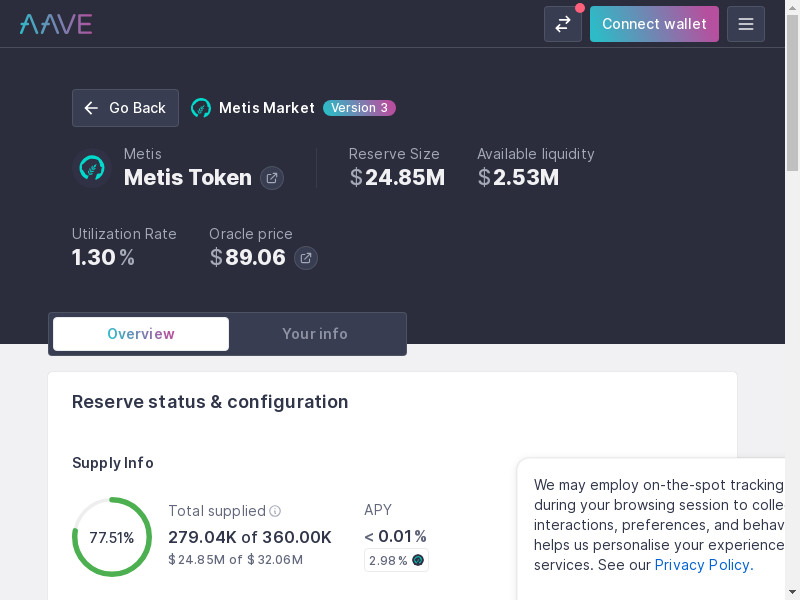 AAVE
Connect wallet
Go Back
Metis Market
Version 3
Metis
Metis Token
Reserve Size
$24.85M
Available liquidity
$2.53M
Utilization Rate
1.30%
Oracle price
$89.06
Overview
Your info
Reserve status & configuration
Supply Info
77.51%
Total supplied
279.04K of 360.00K
$24.85M of $32.06M
APY
< 0.01%
2.98%
We may employ on-the-spot tracking
during your browsing session to colle
interactions, preferences, and behav
helps us personalise your experience
services. See our Privacy Policy.